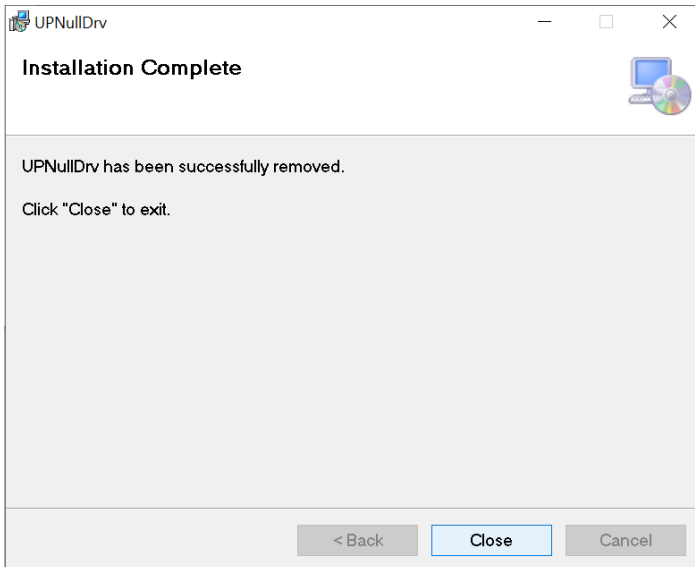 UPNullDrv
Installation Complete
UPNullDrv has been successfully removed.
Click "Close" to exit.
< Back
Close
Cancel